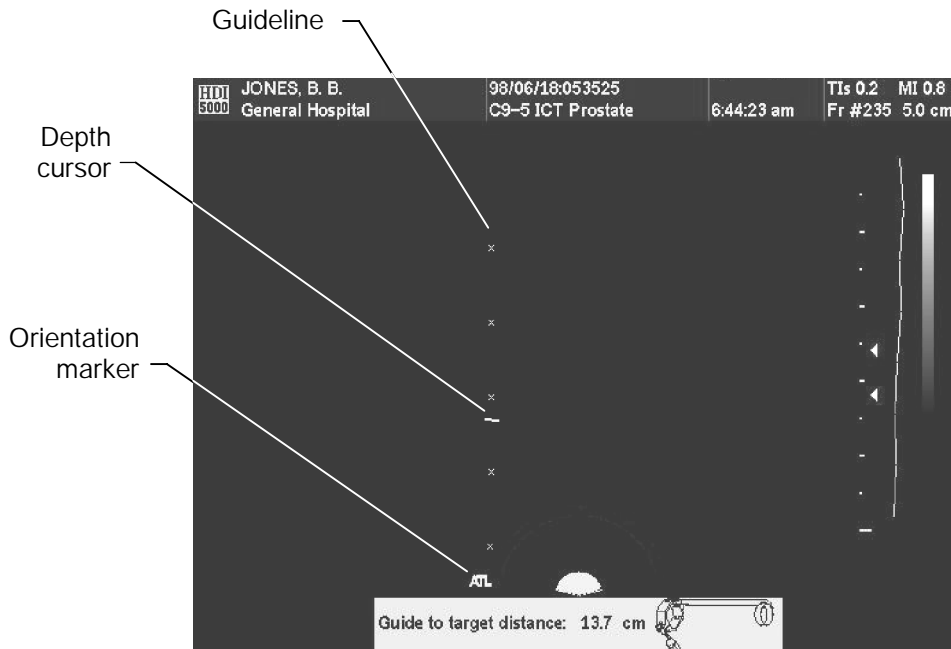 Guideline
HDI 5000
JONES, B. B.
General Hospital
98/06/18:053525
C9-5 ICT Prostate
6:44:23 am
TIs 0.2 MI 0.8
Fr #235 5.0 cm
Depth
cursor
Orientation
marker
ATL
Guide to target distance: 13.7 cm